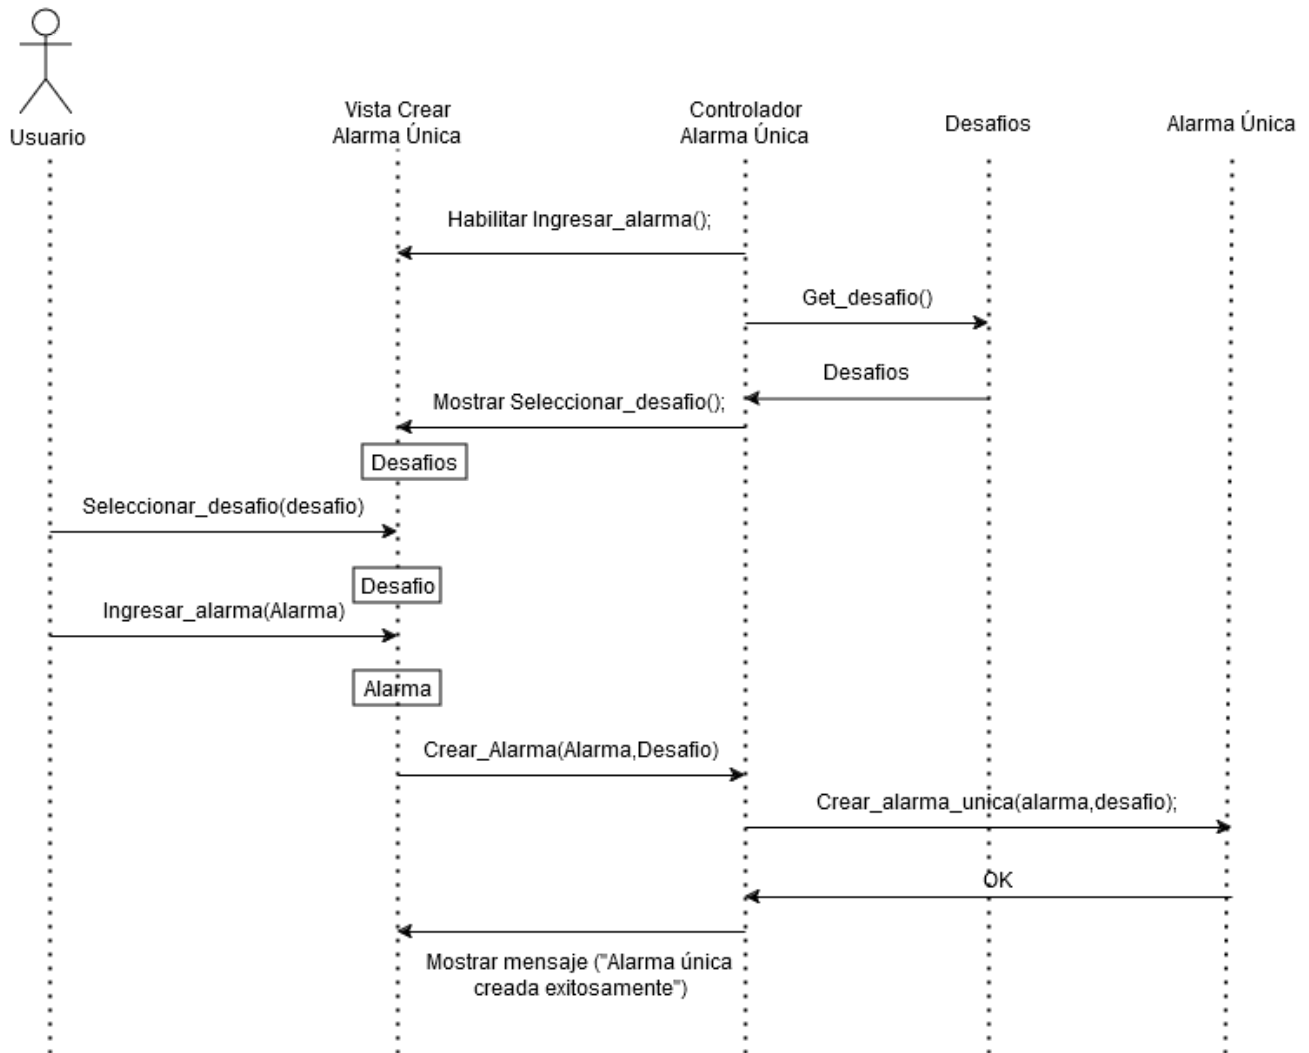 Usuario
Vista Crear
Alarma Única
Controlador
Alarma Única
Desafios
Alarma Única
Habilitar Ingresar_alarma();
Get_desafio()
Desafios
Mostrar Seleccionar_desafio();
Desafios
Seleccionar_desafio(desafio)
Desafio
Ingresar_alarma(Alarma)
Alarma
Crear_Alarma(Alarma,Desafio)
Crear_alarma_unica(alarma,desafio);
OK
Mostrar mensaje ("Alarma única
creada exitosamente")